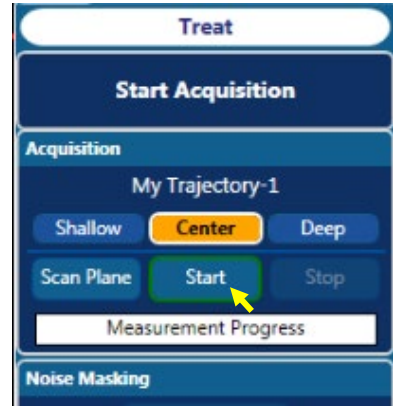 Treat
Start Acquisition
Acquisition
My Trajectory-1
Shallow Center Deep
Scan Plane Start Stop
Measurement Progress
Noise Masking